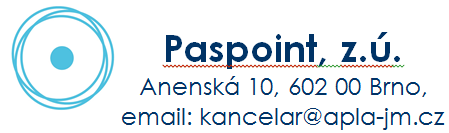 Paspoint, z.ú.
Anenská 10, 602 00 Brno,
email: kancelar@apla-jm.cz